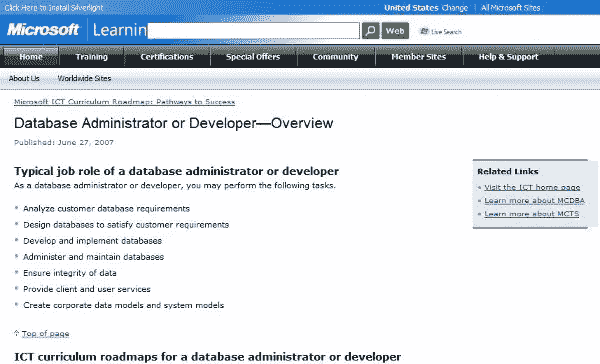 Click Here to Install Silverlight
United States Change | All Microsoft Sites
Microsoft Learnin
Web
Live Search
Home Training Certifications Special Offers Community Member Sites Help & Support
About Us Worldwide Sites
Microsoft ICT Curriculum Roadmap: Pathways to Success
Database Administrator or Developer—Overview
Published: June 27, 2007
Typical job role of a database administrator or developer
As a database administrator or developer, you may perform the following tasks.
Analyze customer database requirements
Design databases to satisfy customer requirements
Develop and implement databases
Administer and maintain databases
Ensure integrity of data
Provide client and user services
Create corporate data models and system models
Top of page
ICT curriculum roadmaps for a database administrator or developer
Related Links
Visit the ICT home page
Learn more about MCDBA
Learn more about MCTS